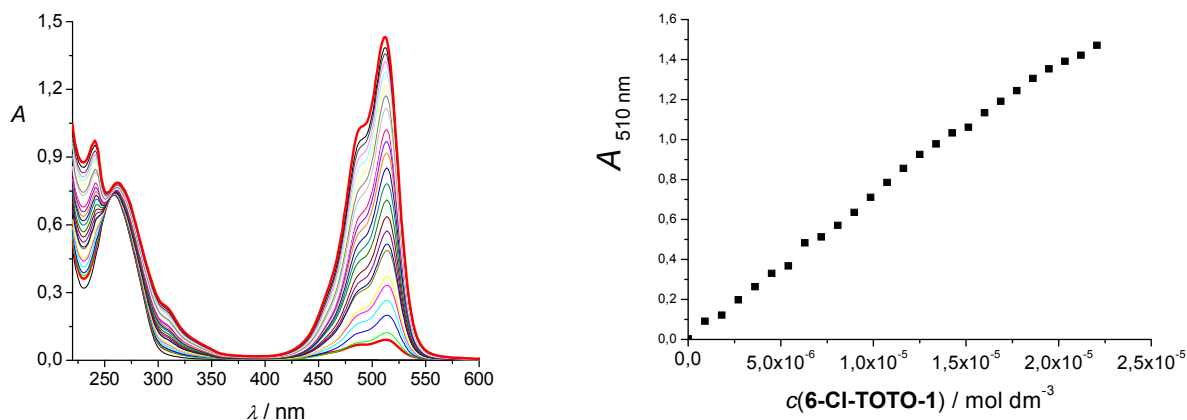 1,5
1,2
A
0,9
0,6
0,3
0,0
250 300 350 400 450 500 550 600
λ / nm
1,6
1,4
1,2
1,0
A 510 nm
0,8
0,6
0,4
0,2
0,0
0,0 5,0x10-6 1,0x10-5 1,5x10-5 2,0x10-5 2,5x10-5
c(6-Cl-TOTO-1) / mol dm-3